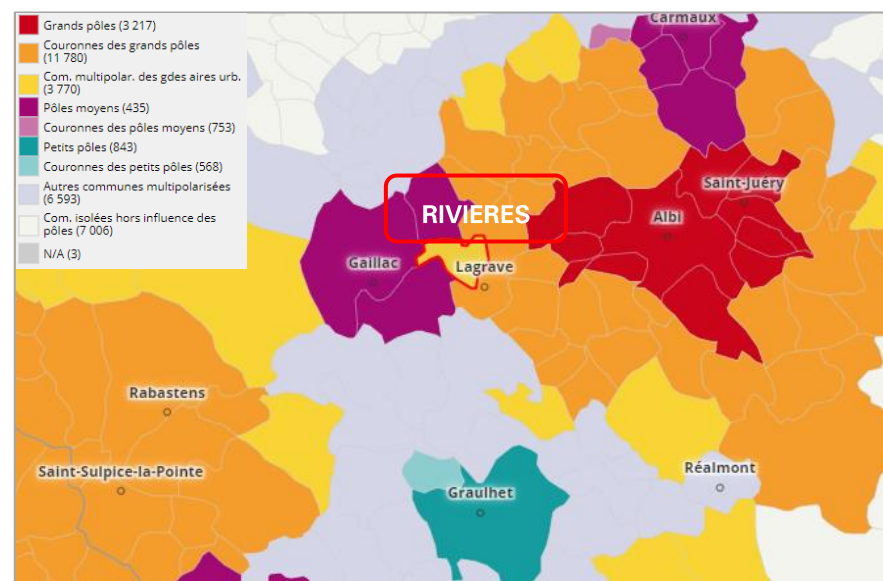 Grands pôles (3 217)
Couronnes des grands pôles
(11 780)
Com. multipolar. des gdes aires urb.
(3 770)
Pôles moyens (435)
Couronnes des pôles moyens (753)
Petits pôles (843)
Couronnes des petits pôles (568)
Autres communes multipolarisées
(6 593)
Com. isolées hors influence des
pôles (7 006)
N/A (3)
Carmaux
Saint-Juéry
RIVIERES
Albi
Gaillac
Lagrave
Rabastens
Saint-Sulpice-la-Pointe
Réalmont
Graulhet